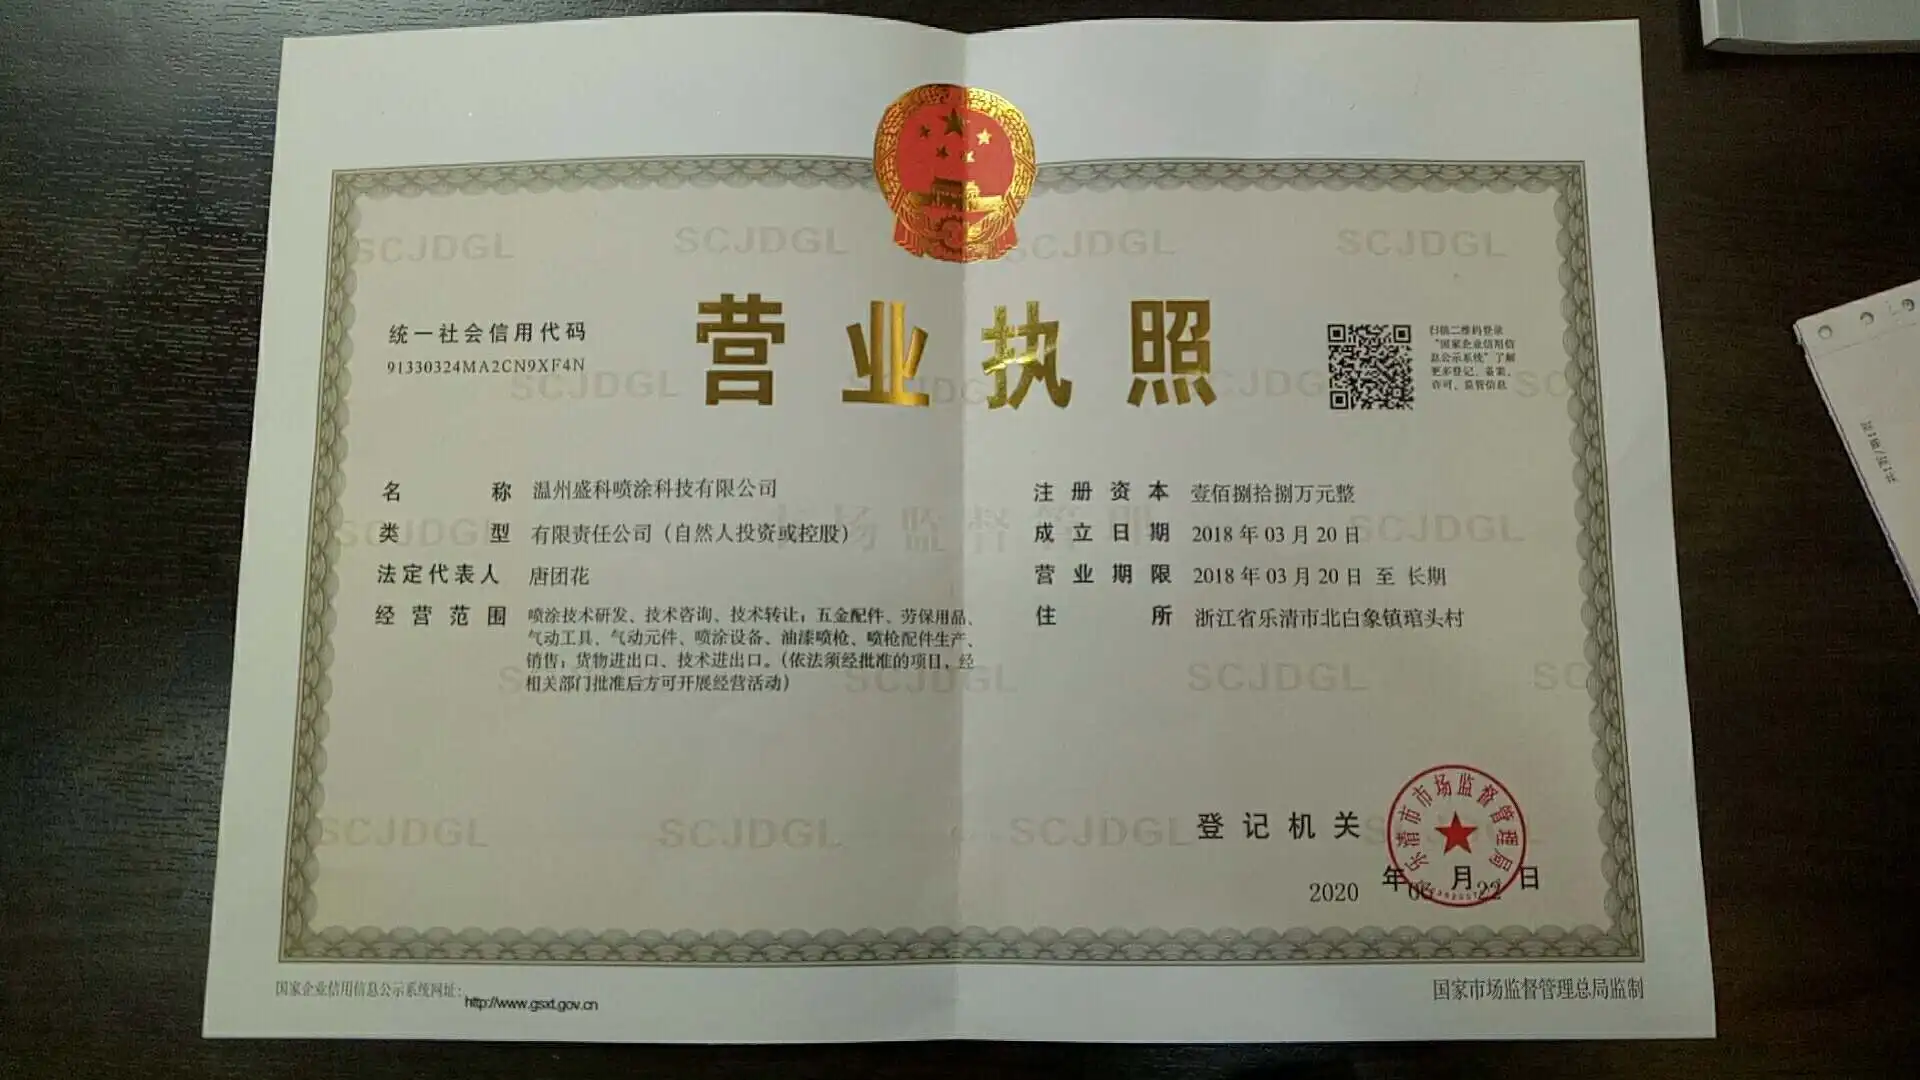 营业执照
统一社会信用代码
91330324MA2CN9XF4N
扫描二维码登录
“国家企业信用信
息公示系统”了解
更多登记、备案、
许可、监管信息
名称 温州盛科喷涂科技有限公司
类型 有限责任公司（自然人投资或控股）
法定代表人 唐团花
经营范围 喷涂技术研发、技术咨询、技术转让；五金配件、劳保用品、
气动工具、气动元件、喷涂设备、油漆喷枪、喷枪配件生产、
销售；货物进出口、技术进出口。（依法须经批准的项目，经
相关部门批准后方可开展经营活动）
注册资本 壹佰捌拾捌万元整
成立日期 2018年03月20日
营业期限 2018年03月20日 至 长期
住所 浙江省乐清市北白象镇琯头村
登记机关
乐清市市场监督管理局
2020 年 月22日
国家企业信用信息公示系统网址：
http://www.gsxt.gov.cn
国家市场监督管理总局监制
SCJDGL
市场监督管理